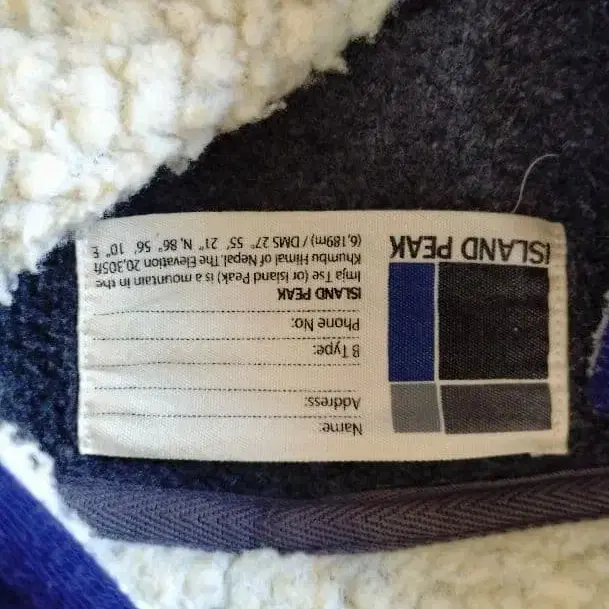 Name:
Address:
B Type:
Phone No:
ISLAND PEAK
Imja Tse (or Island Peak) is a mountain in the
Khumbu Himal of Nepal.The Elevation 20,305ft
(6,189m) / DMS 27° 55' 21" N, 86° 56' 10" E
ISLAND PEAK